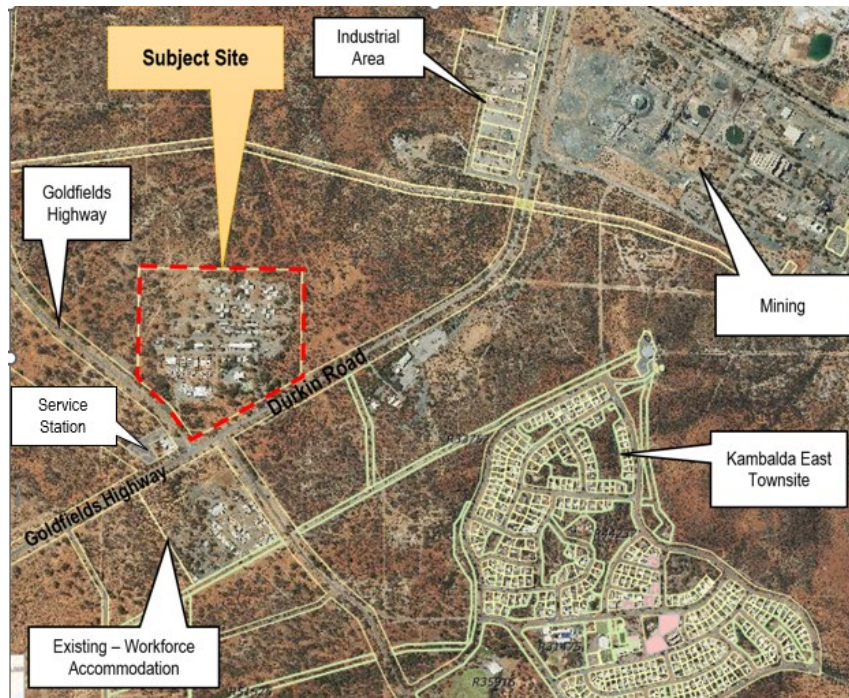 Subject Site
Industrial
Area
Goldfields
Highway
Mining
Durkin Road
Service
Station
Goldfields Highway
Kambalda East
Townsite
Existing – Workforce
Accommodation